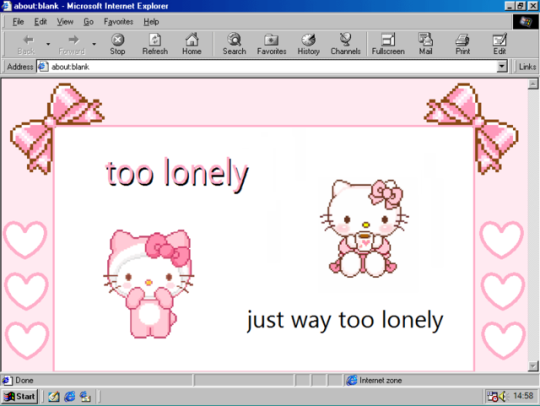 about:blank - Microsoft Internet Explorer
File Edit View Go Favorites Help
Back Forward Stop Refresh Home Search Favorites History Channels Fullscreen Mail Print Edit
Address about:blank Links
too lonely
just way too lonely
Done Internet zone
Start 14:58